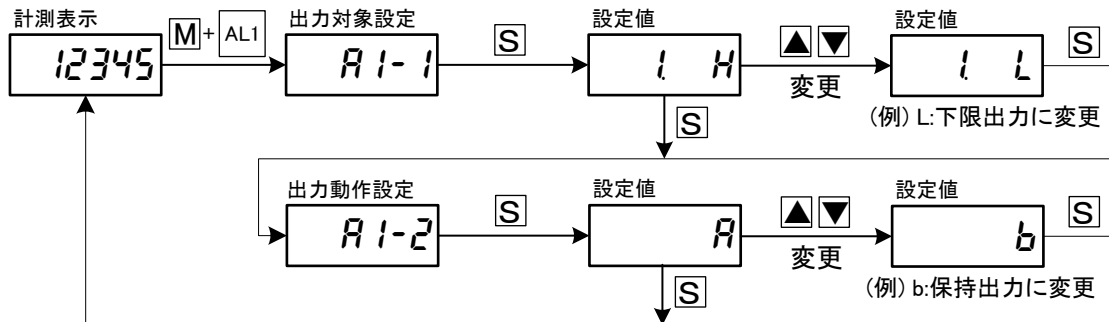 計測表示
12345
M + AL1
出力対象設定
A1-1
S
設定値
1. H
▲ ▼
変更
設定値
1. L
S
(例) L:下限出力に変更
S
出力動作設定
A1-2
S
設定値
A
▲ ▼
変更
設定値
b
S
(例) b:保持出力に変更
S